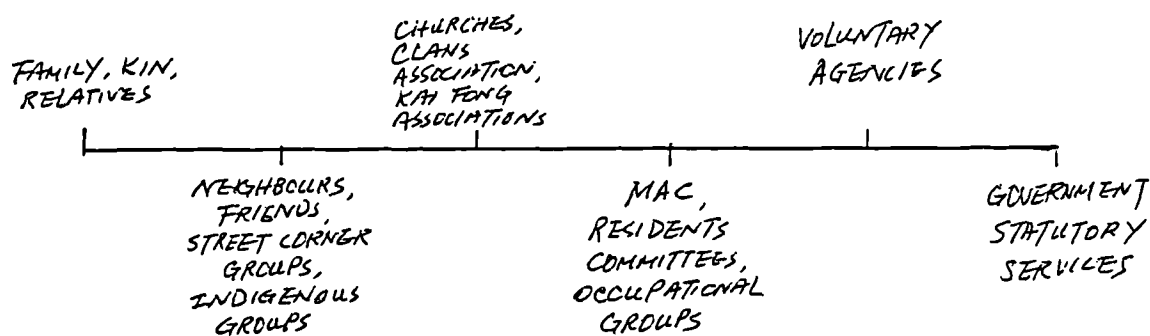 FAMILY, KIN,
RELATIVES
CHURCHES,
CLANS
ASSOCIATION,
KAI FONG
ASSOCIATIONS
VOLUNTARY
AGENCIES
NEIGHBOURS,
FRIENDS,
STREET CORNER
GROUPS,
INDIGENOUS
GROUPS
MAC,
RESIDENTS
COMMITTEES,
OCCUPATIONAL
GROUPS
GOVERNMENT
STATUTORY
SERVICES